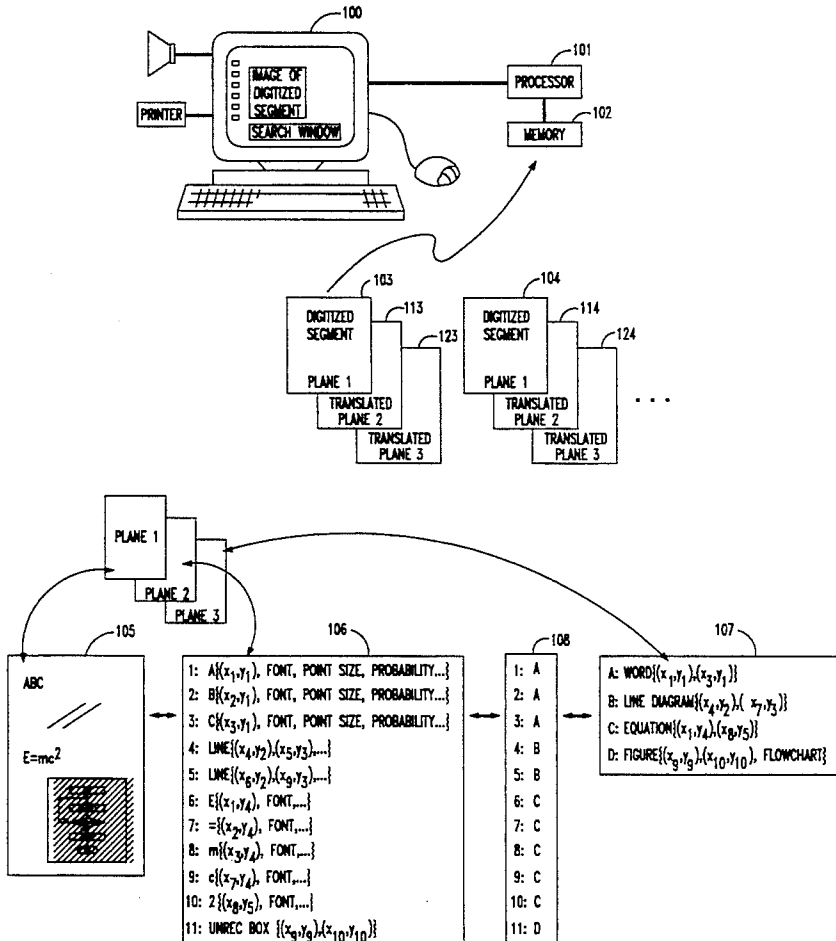 100
101
PROCESSOR
IMAGE OF
DIGITIZED
SEGMENT
SEARCH WINDOW
PRINTER
102
MEMORY
103
113
123
DIGITIZED
SEGMENT
PLANE 1
TRANSLATED
PLANE 2
TRANSLATED
PLANE 3
104
114
124
DIGITIZED
SEGMENT
PLANE 1
TRANSLATED
PLANE 2
TRANSLATED
PLANE 3
. . .
PLANE 1
PLANE 2
PLANE 3
105
ABC
E=mc²
106
1: A{(x₁,y₁), FONT, POINT SIZE, PROBABILITY...}
2: B{(x₂,y₁), FONT, POINT SIZE, PROBABILITY...}
3: C{(x₃,y₁), FONT, POINT SIZE, PROBABILITY...}
4: LINE{(x₄,y₂),(x₅,y₃),...}
5: LINE{(x₆,y₂),(x₉,y₃),...}
6: E{(x₁,y₄), FONT,...}
7: ={(x₂,y₄), FONT,...}
8: m{(x₃,y₄), FONT,...}
9: c{(x₇,y₄), FONT,...}
10: 2{(x₈,y₅), FONT,...}
11: UNREC BOX {(x₉,y₉),(x₁₀,y₁₀)}
108
1: A
2: A
3: A
4: B
5: B
6: C
7: C
8: C
9: C
10: C
11: D
107
A: WORD{(x₁,y₁),(x₃,y₁)}
B: LINE DIAGRAM{(x₄,y₂),( x₇,y₃)}
C: EQUATION{(x₁,y₄),(x₈,y₅)}
D: FIGURE{(x₉,y₉),(x₁₀,y₁₀), FLOWCHART}